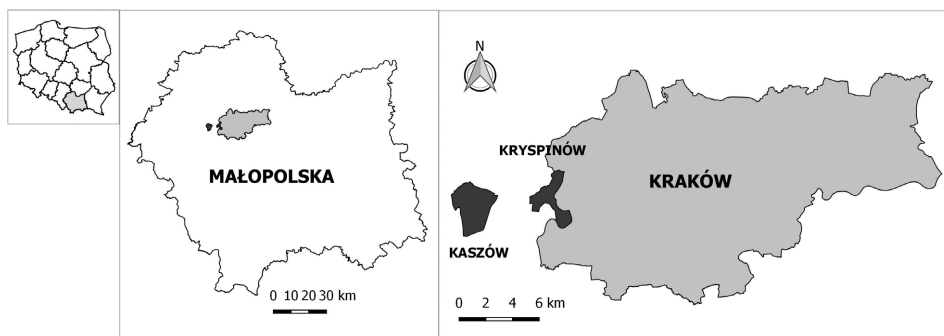 MAŁOPOLSKA
0 10 20 30 km
N
KRYSPINÓW
KRAKÓW
KASZÓW
0 2 4 6 km